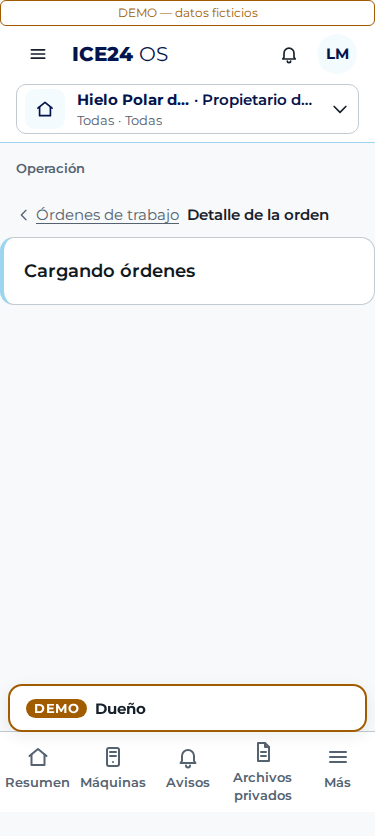 DEMO — datos ficticios
ICE24 OS
LM
Hielo Polar d... · Propietario d...
Todas · Todas
Operación
Órdenes de trabajo Detalle de la orden
Cargando órdenes
DEMO Dueño
Resumen Máquinas Avisos Archivos privados Más